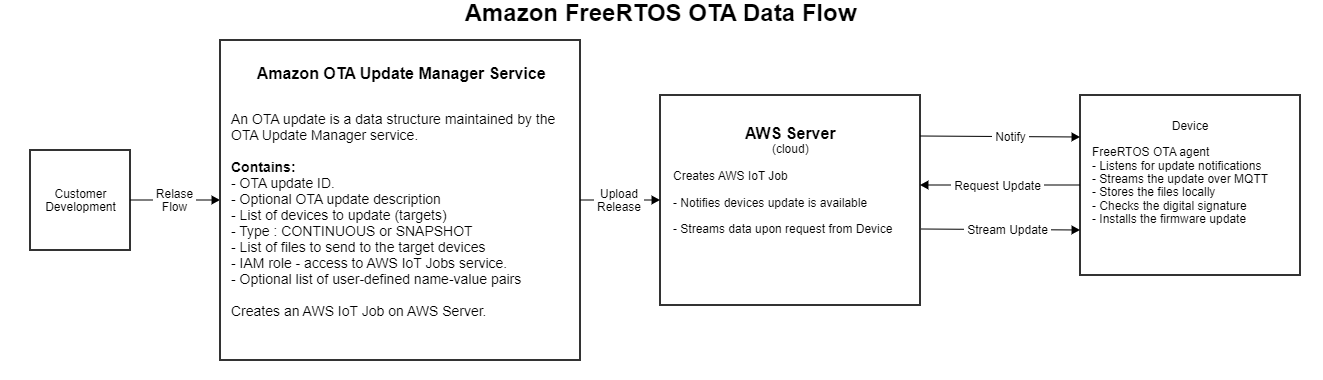 Amazon FreeRTOS OTA Data Flow
Customer
Development
Relase
Flow
Amazon OTA Update Manager Service
An OTA update is a data structure maintained by the
OTA Update Manager service.
Contains:
- OTA update ID.
- Optional OTA update description
- List of devices to update (targets)
- Type : CONTINUOUS or SNAPSHOT
- List of files to send to the target devices
- IAM role - access to AWS IoT Jobs service.
- Optional list of user-defined name-value pairs
Creates an AWS IoT Job on AWS Server.
Upload
Release
AWS Server
(cloud)
Creates AWS IoT Job
- Notifies devices update is available
- Streams data upon request from Device
Notify
Request Update
Stream Update
Device
FreeRTOS OTA agent
- Listens for update notifications
- Streams the update over MQTT
- Stores the files locally
- Checks the digital signature
- Installs the firmware update